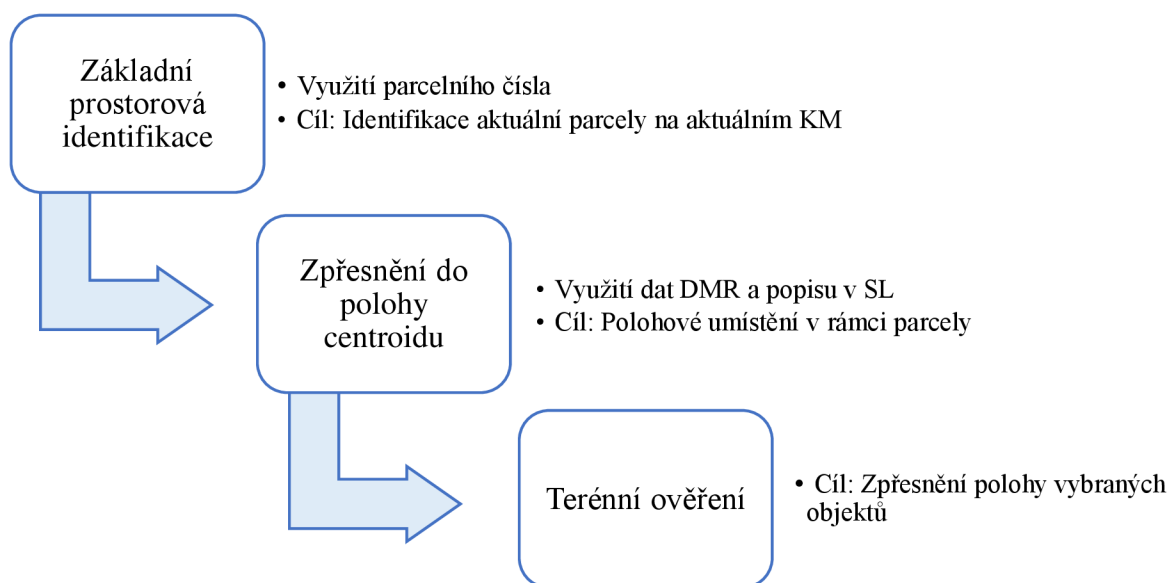 Základní
prostorová
identifikace
• Využití parcelního čísla
• Cíl: Identifikace aktuální parcely na aktuálním KM
Zpřesnění do
polohy
centroidu
• Využití dat DMR a popisu v SL
• Cíl: Polohové umístění v rámci parcely
Terénní ověření
• Cíl: Zpřesnění polohy vybraných
objektů